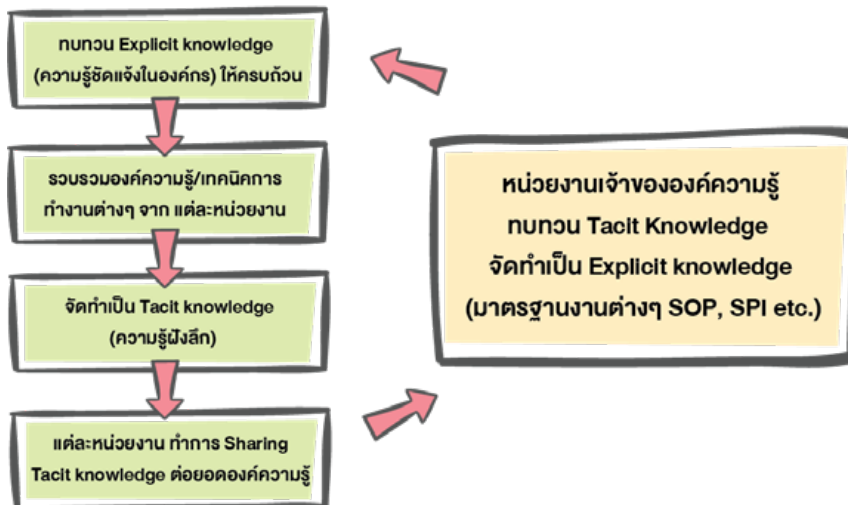 ทบทวน Explicit knowledge
(ความรู้ชัดแจ้งในองค์กร) ให้ครบถ้วน
รวบรวมองค์ความรู้/เทคนิคการ
ทำงานต่างๆ จาก แต่ละหน่วยงาน
จัดทำเป็น Tacit knowledge
(ความรู้ฝังลึก)
แต่ละหน่วยงาน ทำการ Sharing
Tacit knowledge ต่อยอดองค์ความรู้
หน่วยงานเจ้าขององค์ความรู้
ทบทวน Tacit Knowledge
จัดทำเป็น Explicit knowledge
(มาตรฐานงานต่างๆ SOP, SPI etc.)